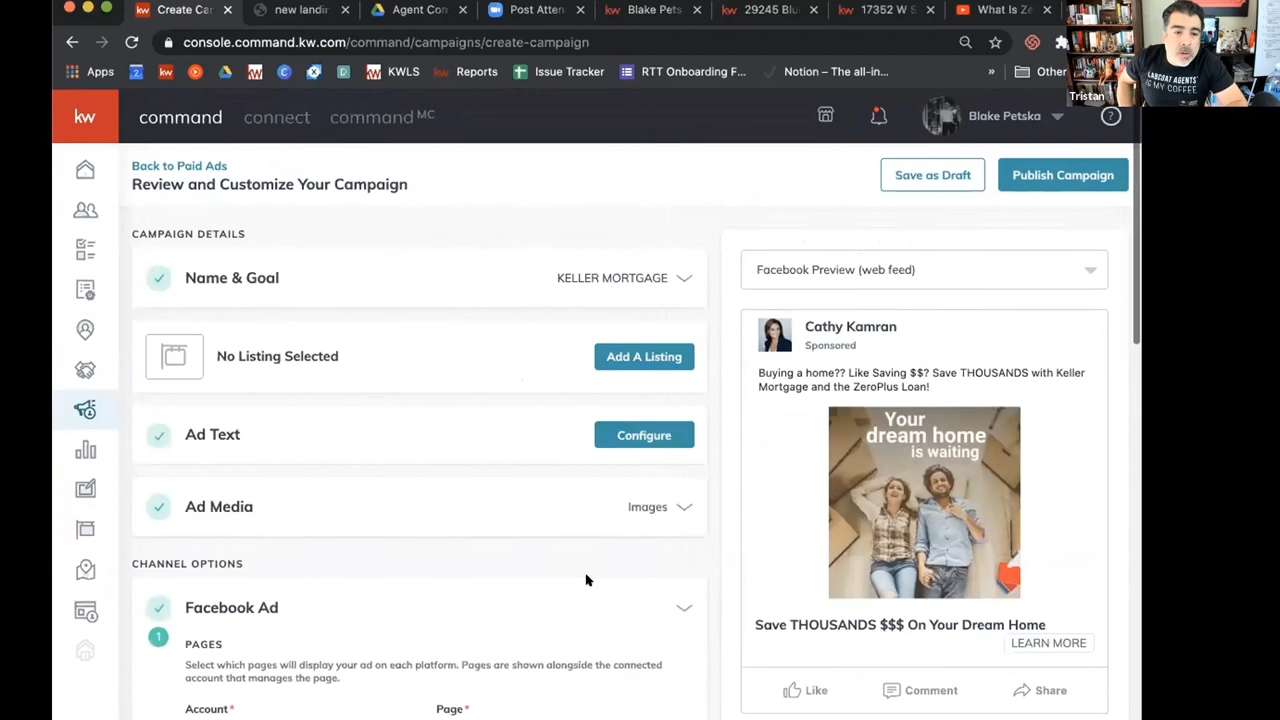 Create Car
new landir
Agent Con
Post Atten
Blake Pets
29245 Blu
17352 W S
What Is Ze
console.command.kw.com/command/campaigns/create-campaign
Apps
2
kw
KWLS
Reports
Issue Tracker
RTT Onboarding F...
Notion – The all-in...
»
Other
Tristan
LABCOAT AGENTS
MY COFFEE
kw
command
connect
command MC
Blake Petska
?
Back to Paid Ads
Review and Customize Your Campaign
Save as Draft
Publish Campaign
CAMPAIGN DETAILS
Name & Goal
KELLER MORTGAGE
No Listing Selected
Add A Listing
Ad Text
Configure
Ad Media
Images
CHANNEL OPTIONS
Facebook Ad
1
PAGES
Select which pages will display your ad on each platform. Pages are shown alongside the connected
account that manages the page.
Account*
Page*
Facebook Preview (web feed)
Cathy Kamran
Sponsored
Buying a home?? Like Saving $$? Save THOUSANDS with Keller
Mortgage and the ZeroPlus Loan!
Your
dream home
is waiting
Save THOUSANDS $$$ On Your Dream Home
LEARN MORE
Like
Comment
Share